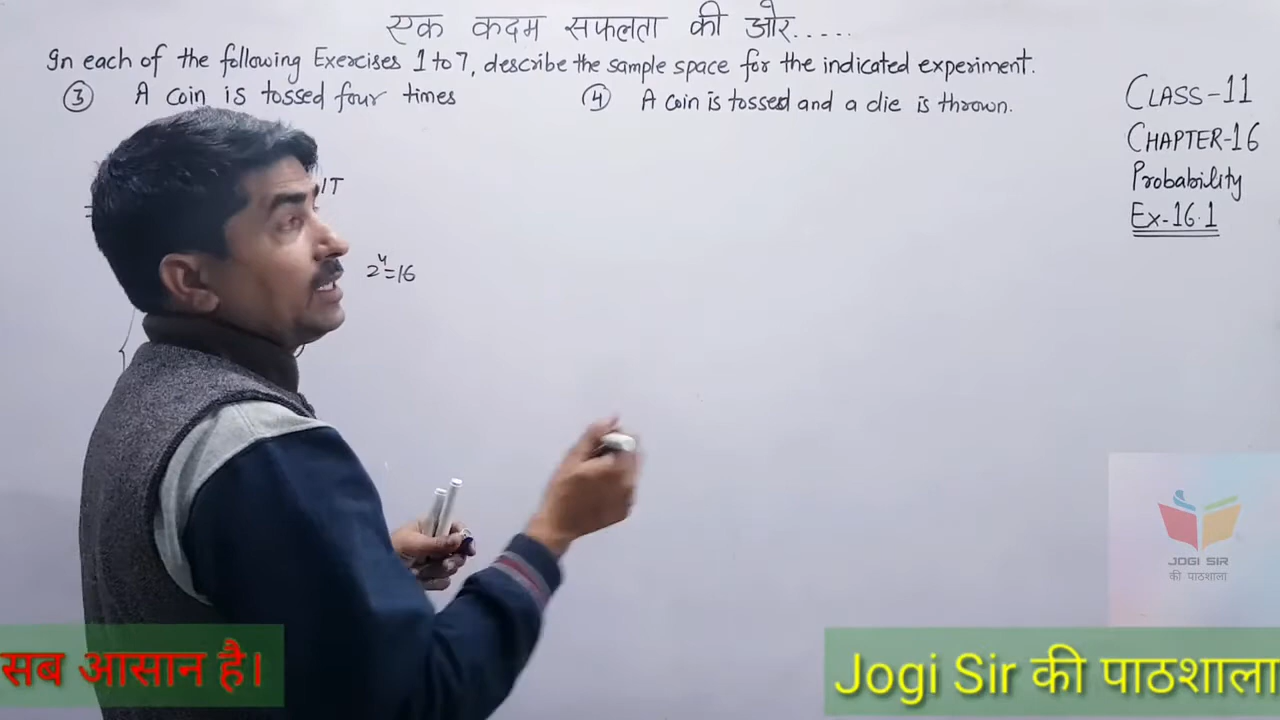 एक कदम सफलता की ओर.....
In each of the following Exercises 1 to 7, describe the sample space for the indicated experiment.
③ A coin is tossed four times
④ A coin is tossed and a die is thrown.
CLASS-11
CHAPTER-16
Probability
Ex-16.1
2⁴=16
JOGI SIR
की पाठशाला
सब आसान है।
Jogi Sir की पाठशाला